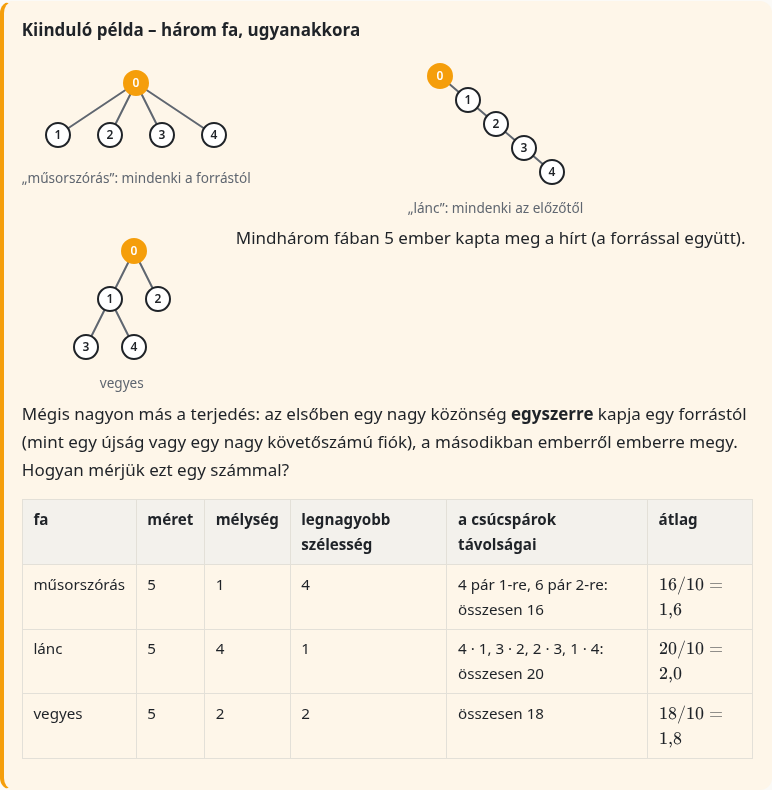 Kiinduló példa – három fa, ugyanakkora
0
1 2 3 4
„műsorszórás”: mindenki a forrástól
0
1
2
3
4
„lánc”: mindenki az előzőtől
0
1 2
3 4
vegyes
Mindhárom fában 5 ember kapta meg a hírt (a forrással együtt).
Mégis nagyon más a terjedés: az elsőben egy nagy közönség egyszerre kapja egy forrástól
(mint egy újság vagy egy nagy követőszámú fiók), a másodikban emberről emberre megy.
Hogyan mérjük ezt egy számmal?
fa méret mélység legnagyobb szélesség a csúcspárok távolságai átlag
műsorszórás 5 1 4 4 pár 1-re, 6 pár 2-re: összesen 16 16/10 = 1,6
lánc 5 4 1 4 · 1, 3 · 2, 2 · 3, 1 · 4: összesen 20 20/10 = 2,0
vegyes 5 2 2 összesen 18 18/10 = 1,8